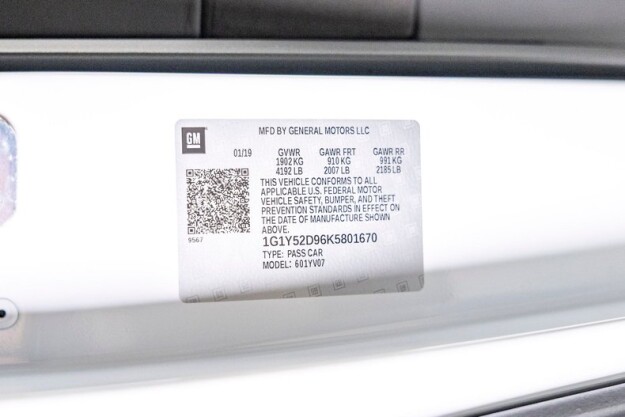 GM
MFD BY GENERAL MOTORS LLC
01/19 GVWR GAWR FRT GAWR RR
1902 KG 910 KG 991 KG
4192 LB 2007 LB 2185 LB
THIS VEHICLE CONFORMS TO ALL
APPLICABLE U.S. FEDERAL MOTOR
VEHICLE SAFETY, BUMPER, AND THEFT
PREVENTION STANDARDS IN EFFECT ON
THE DATE OF MANUFACTURE SHOWN
ABOVE.
9567
1G1Y52D96K5801670
TYPE: PASS CAR
MODEL: 601YV07